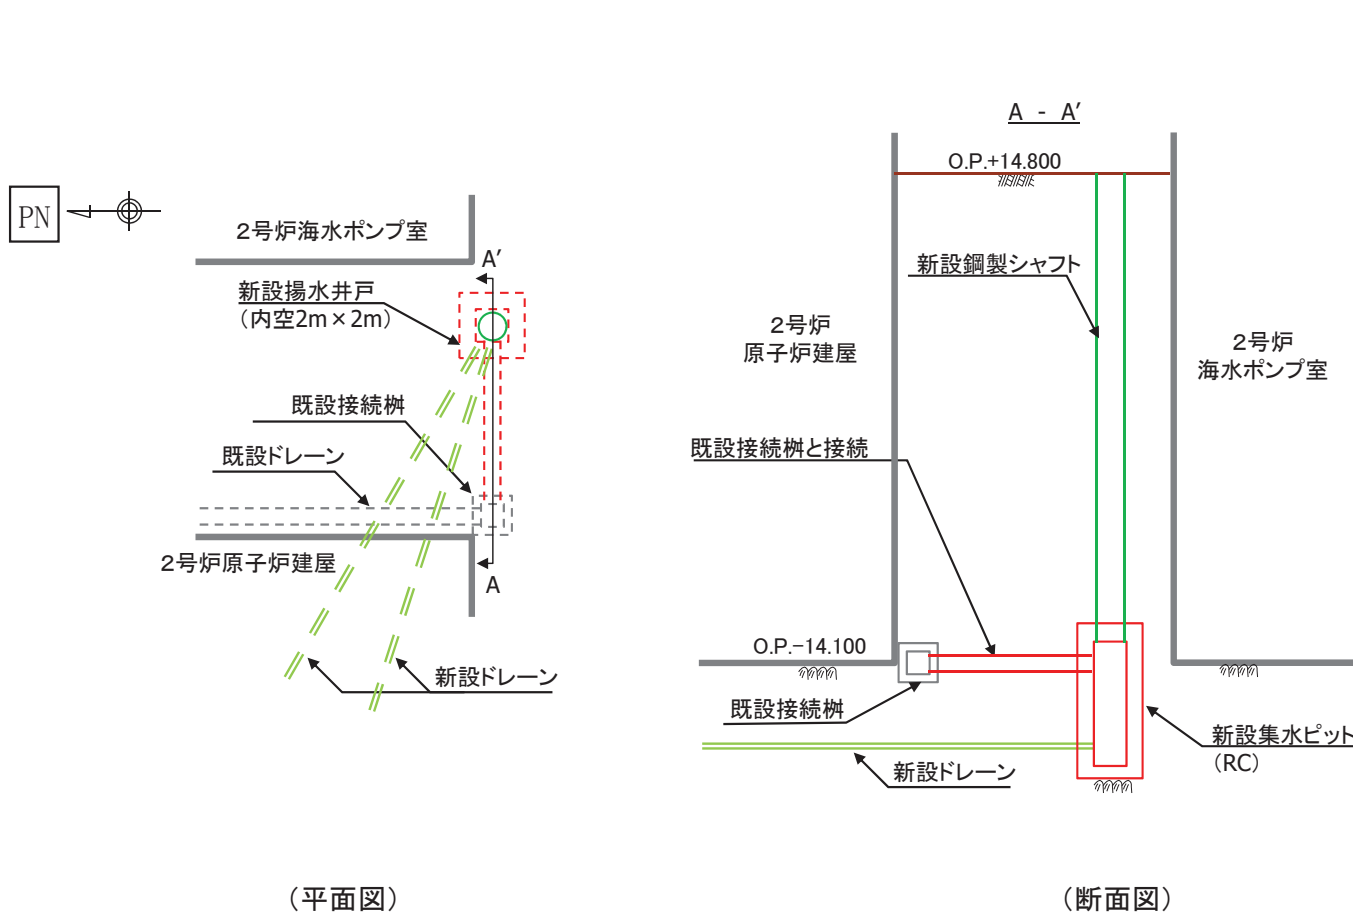 PN
2号炉海水ポンプ室
A′
新設揚水井戸
（内空2m×2m）
既設接続桝
既設ドレーン
2号炉原子炉建屋
A
新設ドレーン
（平面図）
A - A′
O.P.+14.800
新設鋼製シャフト
2号炉
原子炉建屋
2号炉
海水ポンプ室
既設接続桝と接続
O.P.−14.100
既設接続桝
新設集水ピット
（RC）
新設ドレーン
（断面図）